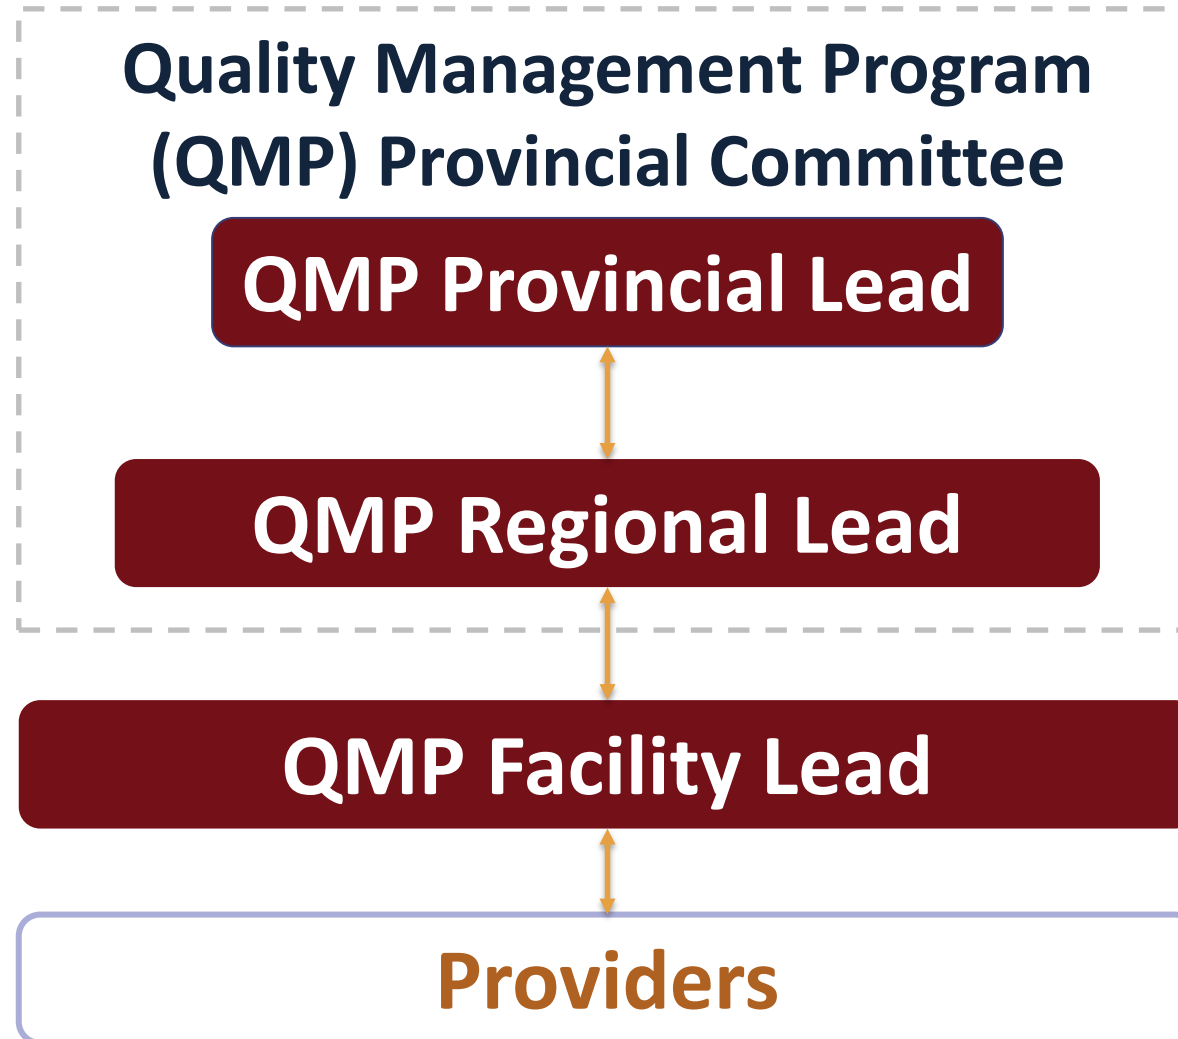 Quality Management Program
(QMP) Provincial Committee
QMP Provincial Lead
QMP Regional Lead
QMP Facility Lead
Providers